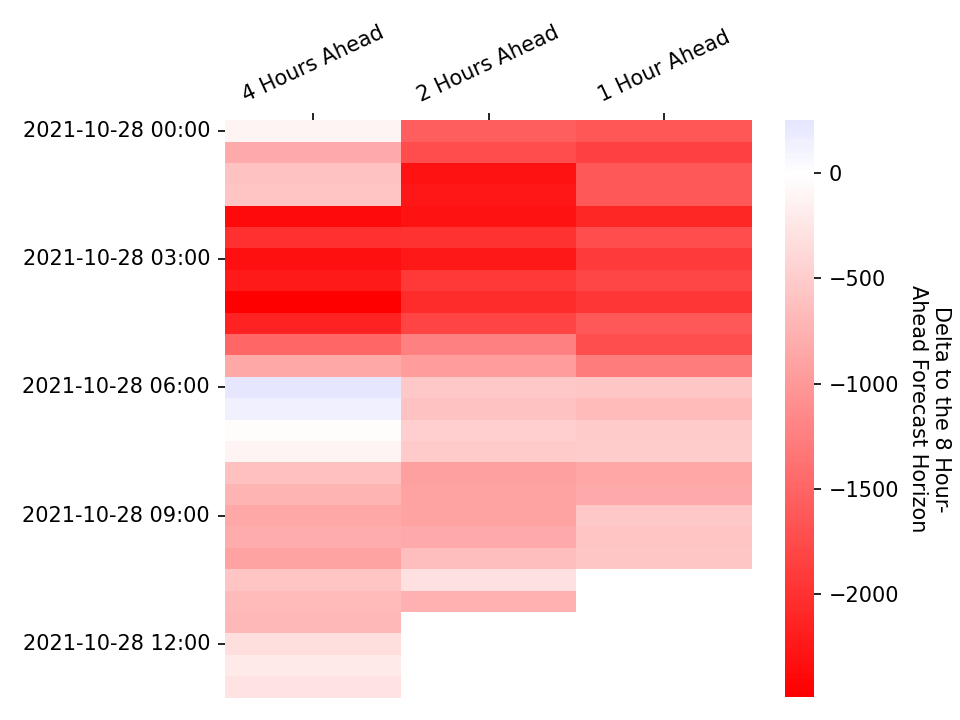 4 Hours Ahead
2 Hours Ahead
1 Hour Ahead
2021-10-28 00:00
2021-10-28 03:00
2021-10-28 06:00
2021-10-28 09:00
2021-10-28 12:00
0
−500
−1000
−1500
−2000
Delta to the 8 Hour-
Ahead Forecast Horizon